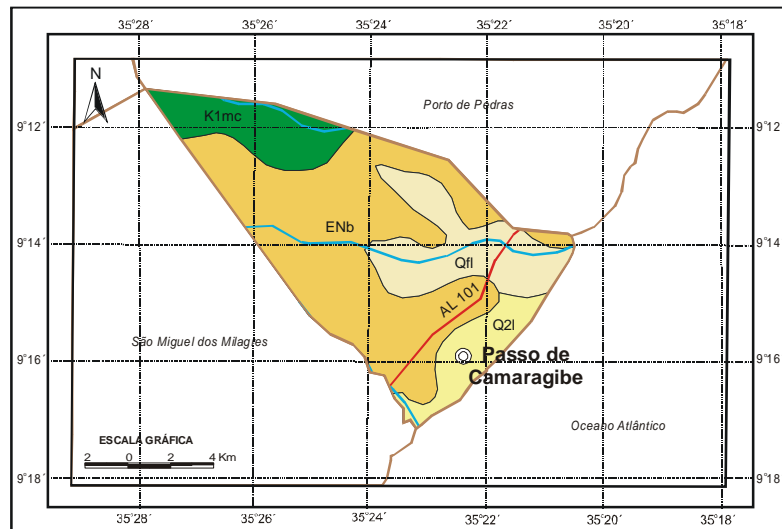 35°28´ 35°26´ 35°24´ 35°22´ 35°20´ 35°18´
N
Porto de Pedras
K1mc
9°12´ 9°12´
ENb
9°14´ 9°14´
Qfl
AL 101
Q2l
São Miguel dos Milagres
9°16´ 9°16´
Passo de
Camaragibe
Oceano Atlântico
ESCALA GRÁFICA
2 0 2 4 Km
9°18´ 9°18´
35°28´ 35°26´ 35°24´ 35°22´ 35°20´ 35°18´